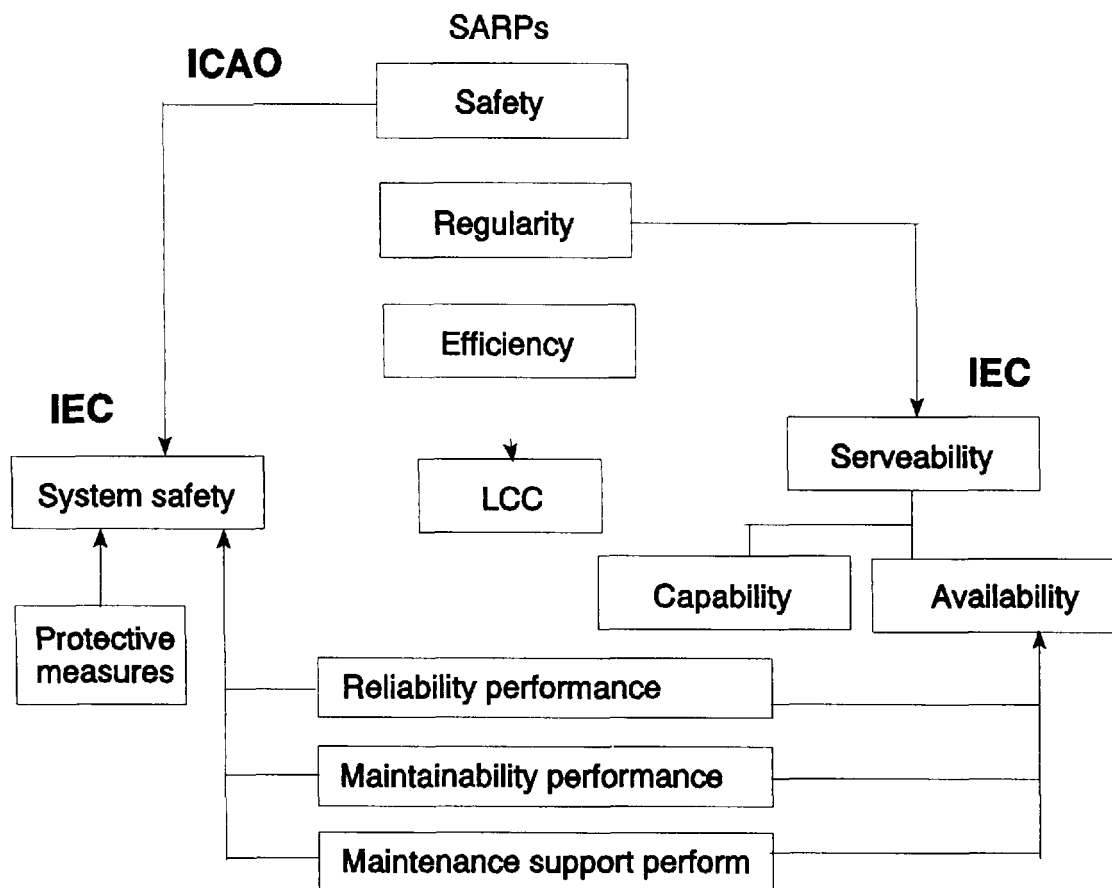 SARPs
ICAO
Safety
Regularity
Efficiency
IEC
IEC
Serveability
System safety
LCC
Capability
Availability
Protective
measures
Reliability performance
Maintainability performance
Maintenance support perform